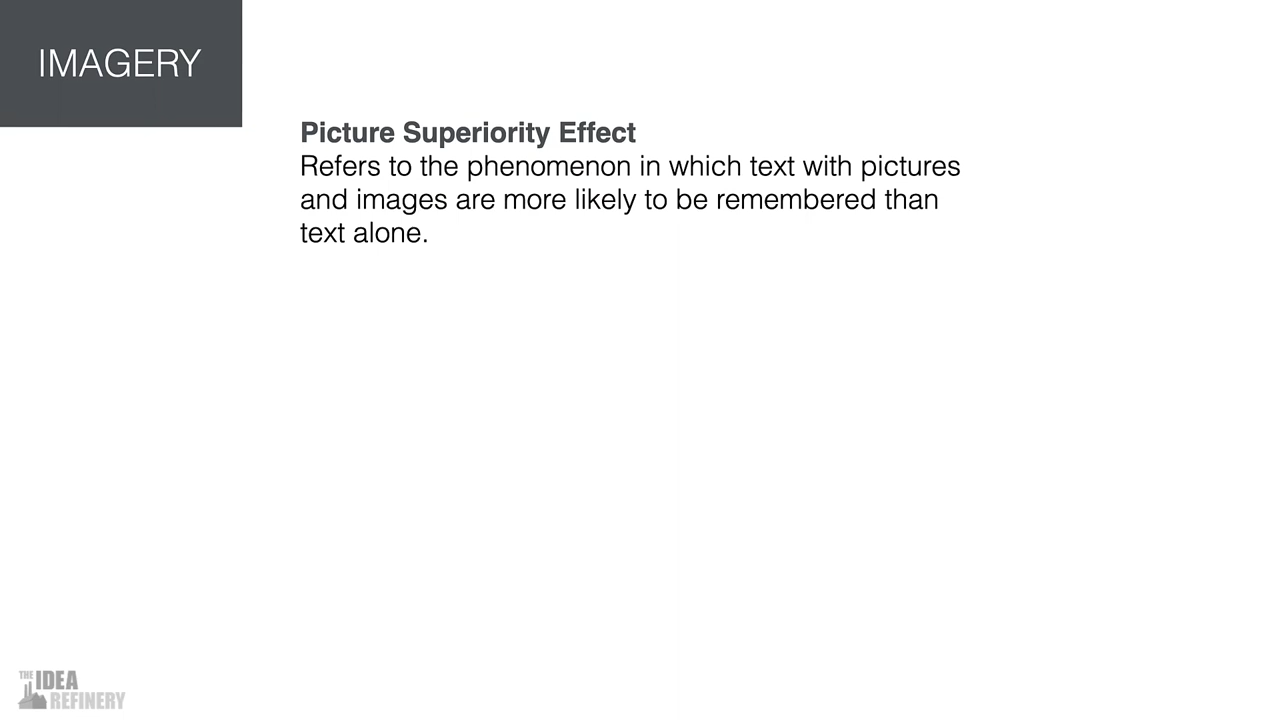 IMAGERY
Picture Superiority Effect
Refers to the phenomenon in which text with pictures
and images are more likely to be remembered than
text alone.
THE IDEA
REFINERY